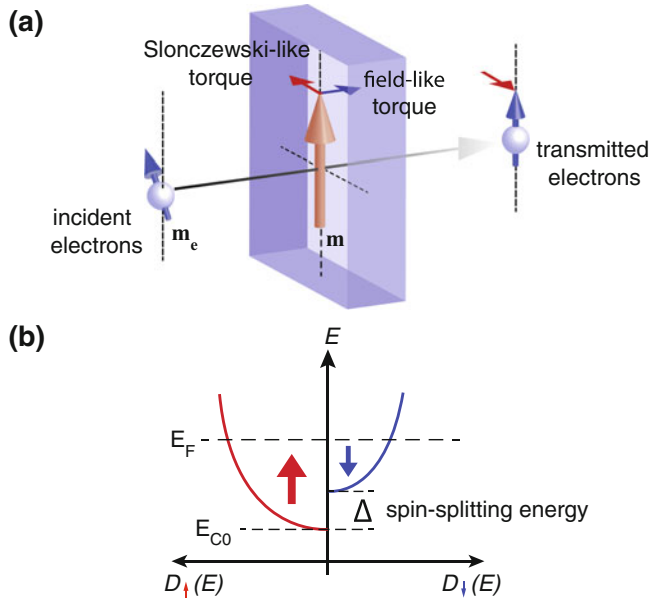 (a)
Slonczewski-like
torque
field-like
torque
transmitted
electrons
incident
electrons
m_e
m
(b)
E
E_F
Δ spin-splitting energy
E_C0
D↑(E)
D↓(E)